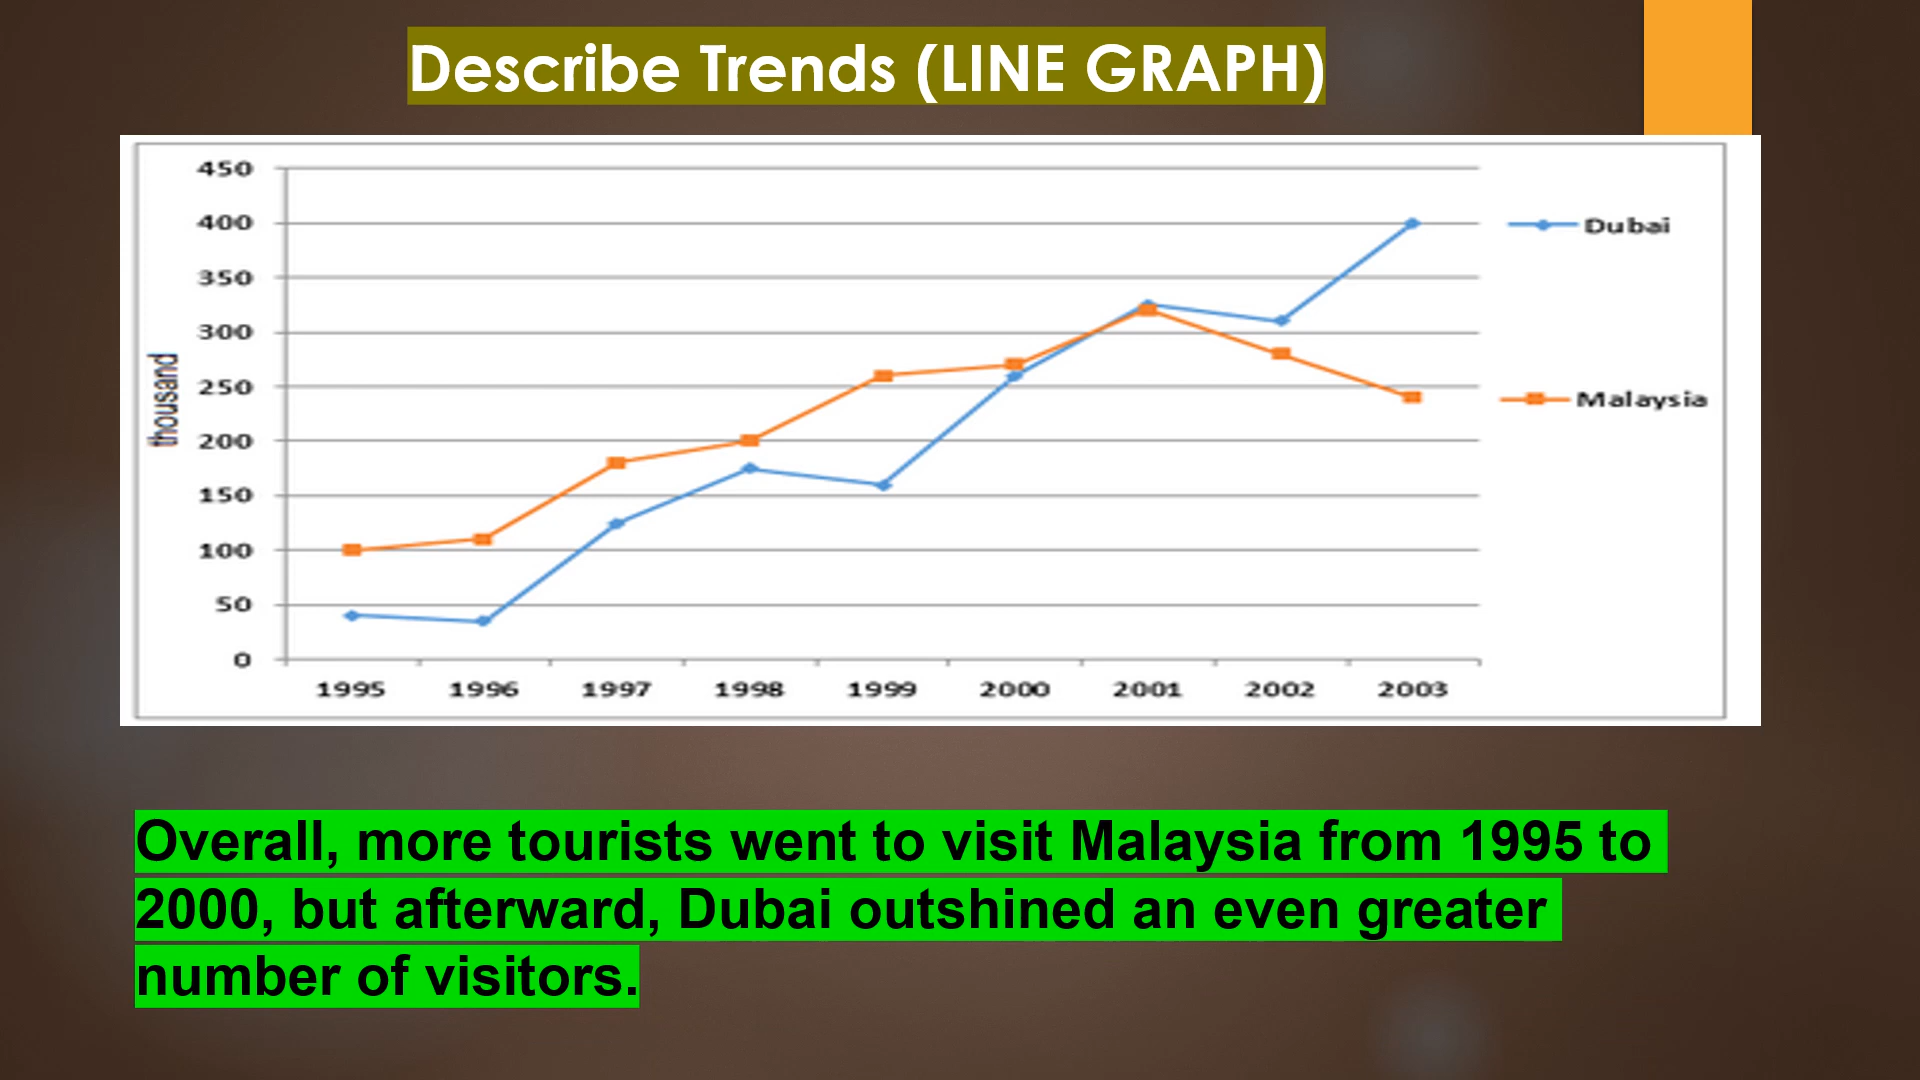 Describe Trends (LINE GRAPH)
450
400
350
300
250
200
150
100
50
0
thousand
1995 1996 1997 1998 1999 2000 2001 2002 2003
Dubai
Malaysia
Overall, more tourists went to visit Malaysia from 1995 to
2000, but afterward, Dubai outshined an even greater
number of visitors.